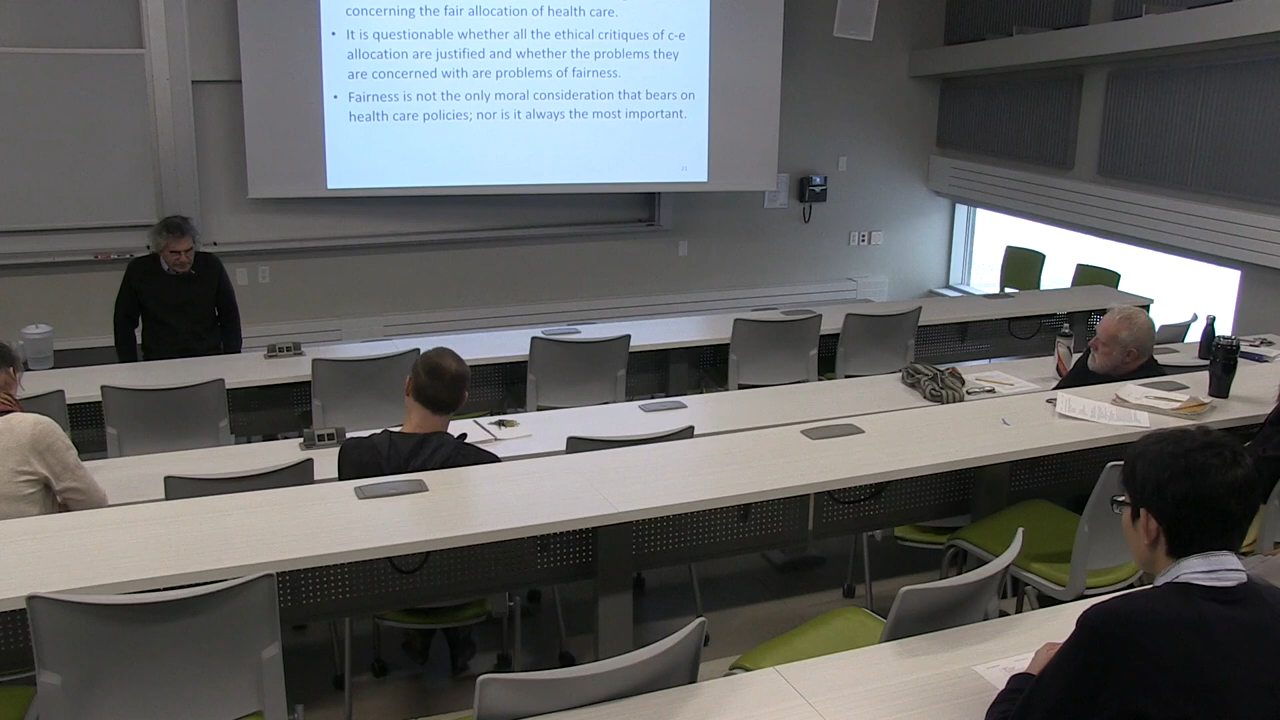 concerning the fair allocation of health care.
• It is questionable whether all the ethical critiques of c-e
allocation are justified and whether the problems they
are concerned with are problems of fairness.
• Fairness is not the only moral consideration that bears on
health care policies; nor is it always the most important.
21